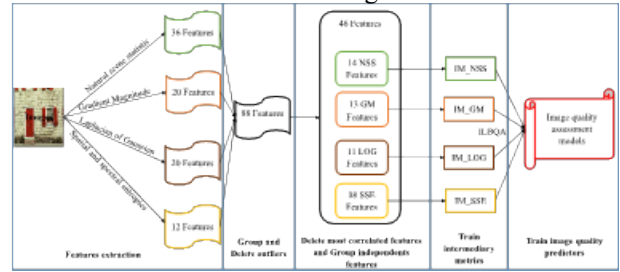 36 Features
Natural scene statistic
Gradient Magnitude
20 Features
Laplacian of Gaussian
20 Features
Spatial and spectral entropies
12 Features
Features extraction
88 Features
Group and
Delete outliers
46 Features
14 NSS
Features
13 GM
Features
11 LOG
Features
SSE
Features
Delete most correlated features
and Group independents
features
IM_NSS
IM_GM
ILBQA
IM_LOG
IM_SSE
Train
intermediary
metrics
Image quality
assessment
models
Train image quality
predictors